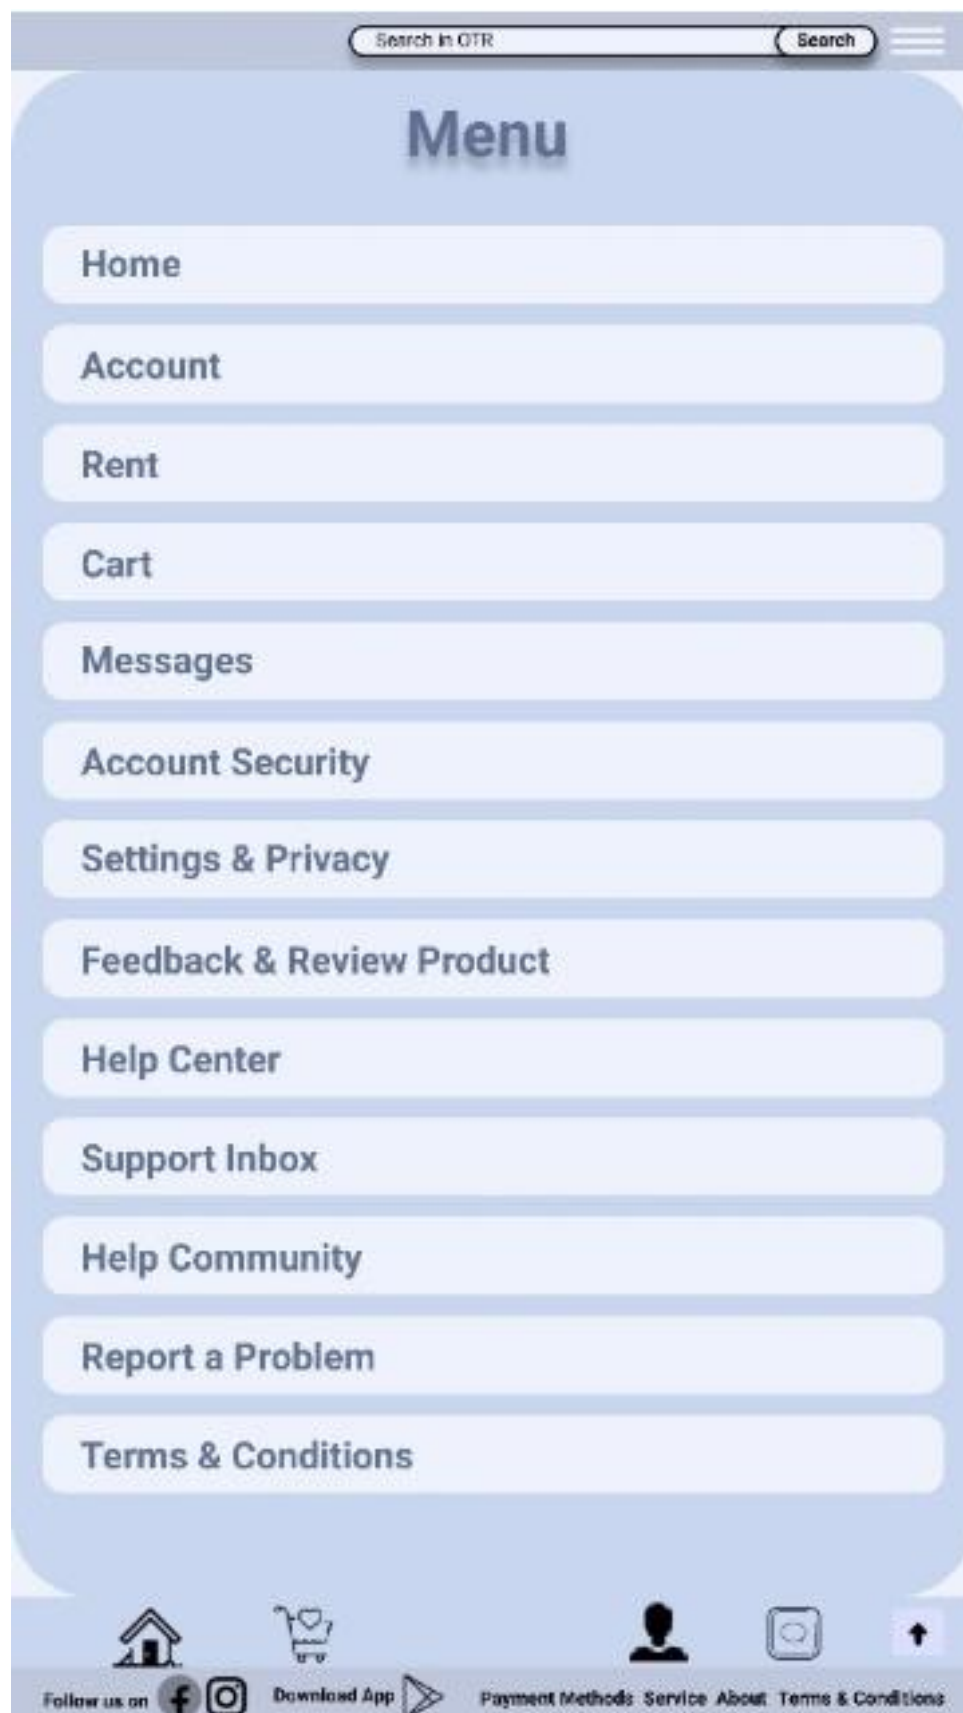 Search in OTR Search
Menu
Home
Account
Rent
Cart
Messages
Account Security
Settings & Privacy
Feedback & Review Product
Help Center
Support Inbox
Help Community
Report a Problem
Terms & Conditions
Follow us on Download App Payment Methods Service About Terms & Conditions